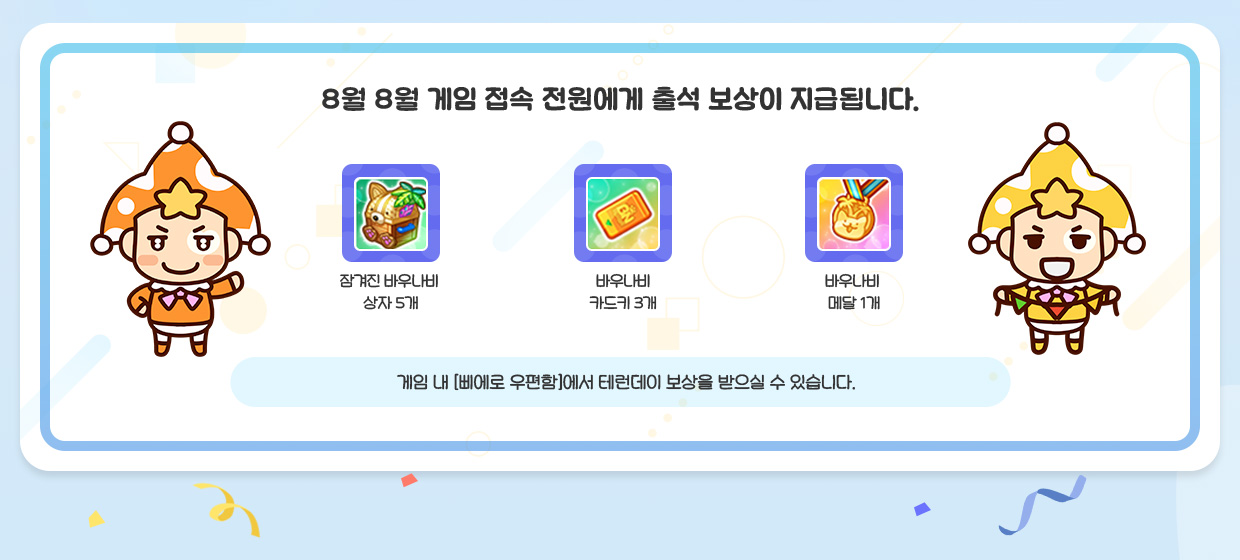 8월 8월 게임 접속 전원에게 출석 보상이 지급됩니다.
잠겨진 바우나비
상자 5개
바우나비
카드키 3개
바우나비
메달 1개
게임 내 [삐에로 우편함]에서 테런데이 보상을 받으실 수 있습니다.